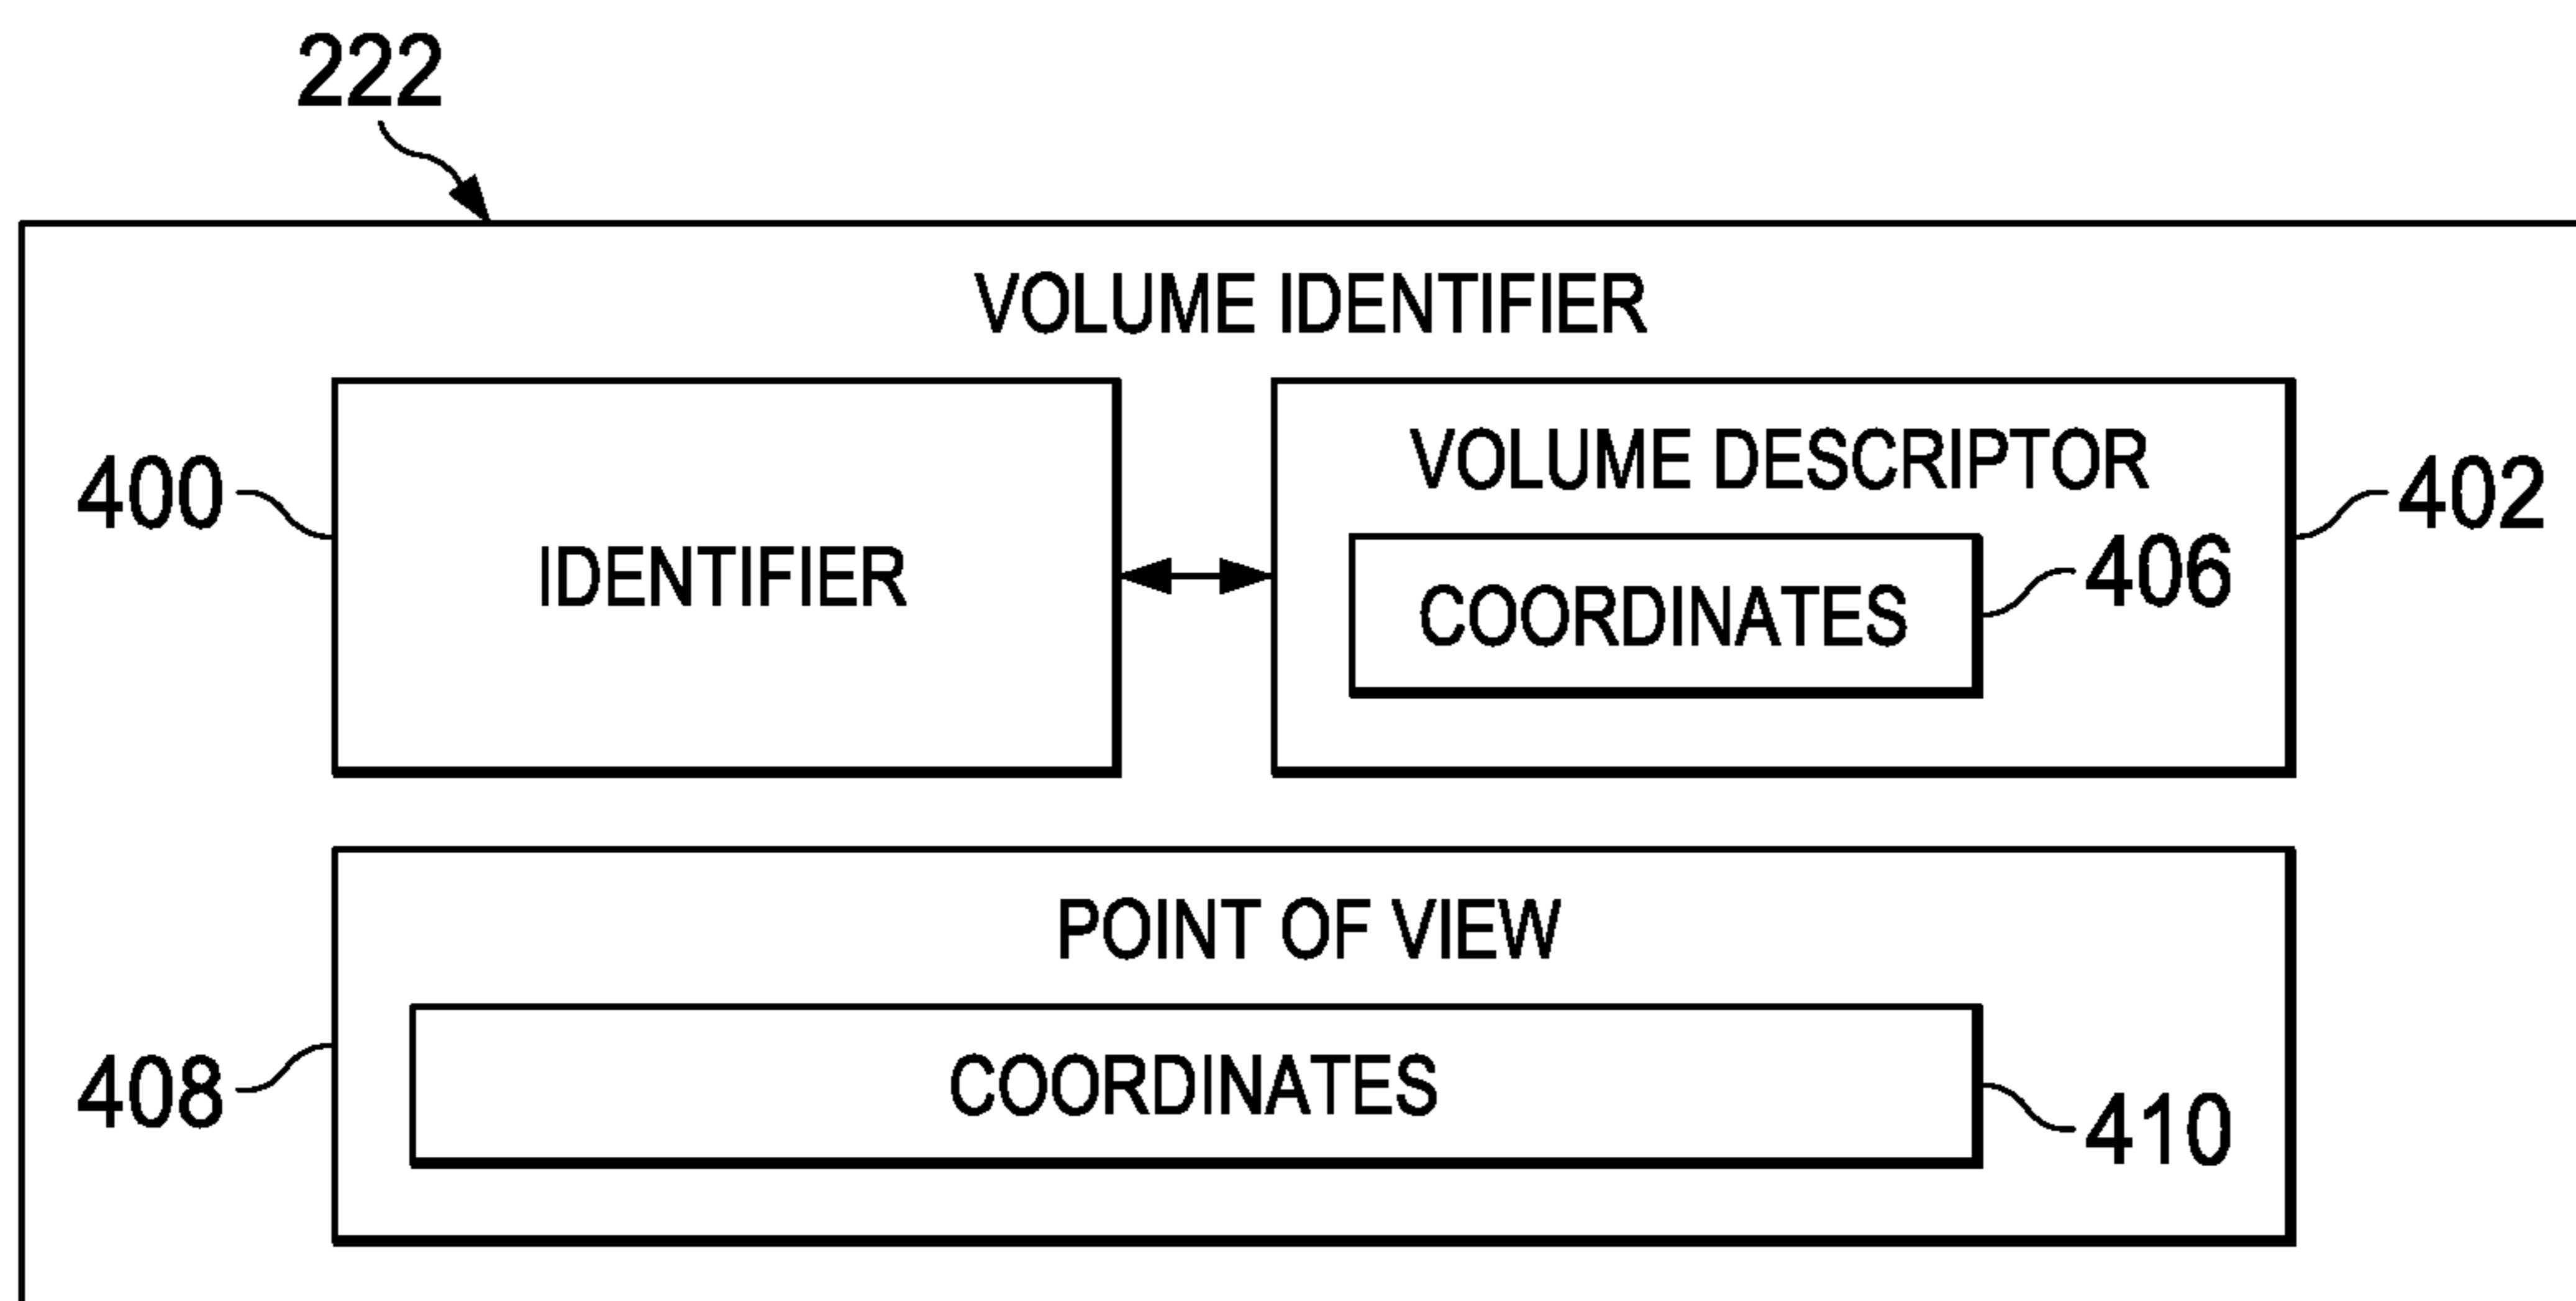 222
VOLUME IDENTIFIER
400
IDENTIFIER
VOLUME DESCRIPTOR
402
COORDINATES
406
POINT OF VIEW
408
COORDINATES
410